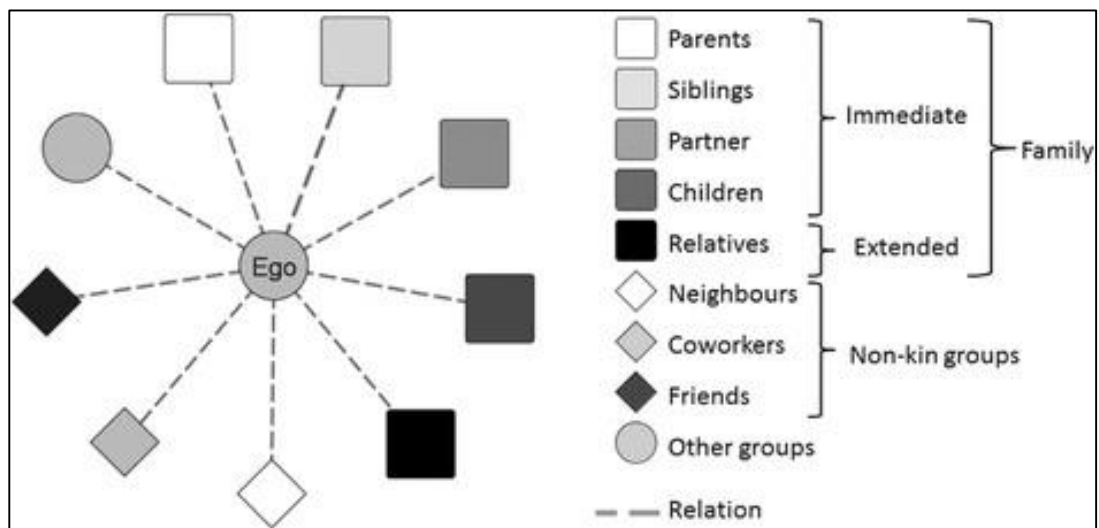 Ego
Parents
Siblings
Partner
Children
Relatives
Neighbours
Coworkers
Friends
Other groups
Relation
Immediate
Extended
Non-kin groups
Family